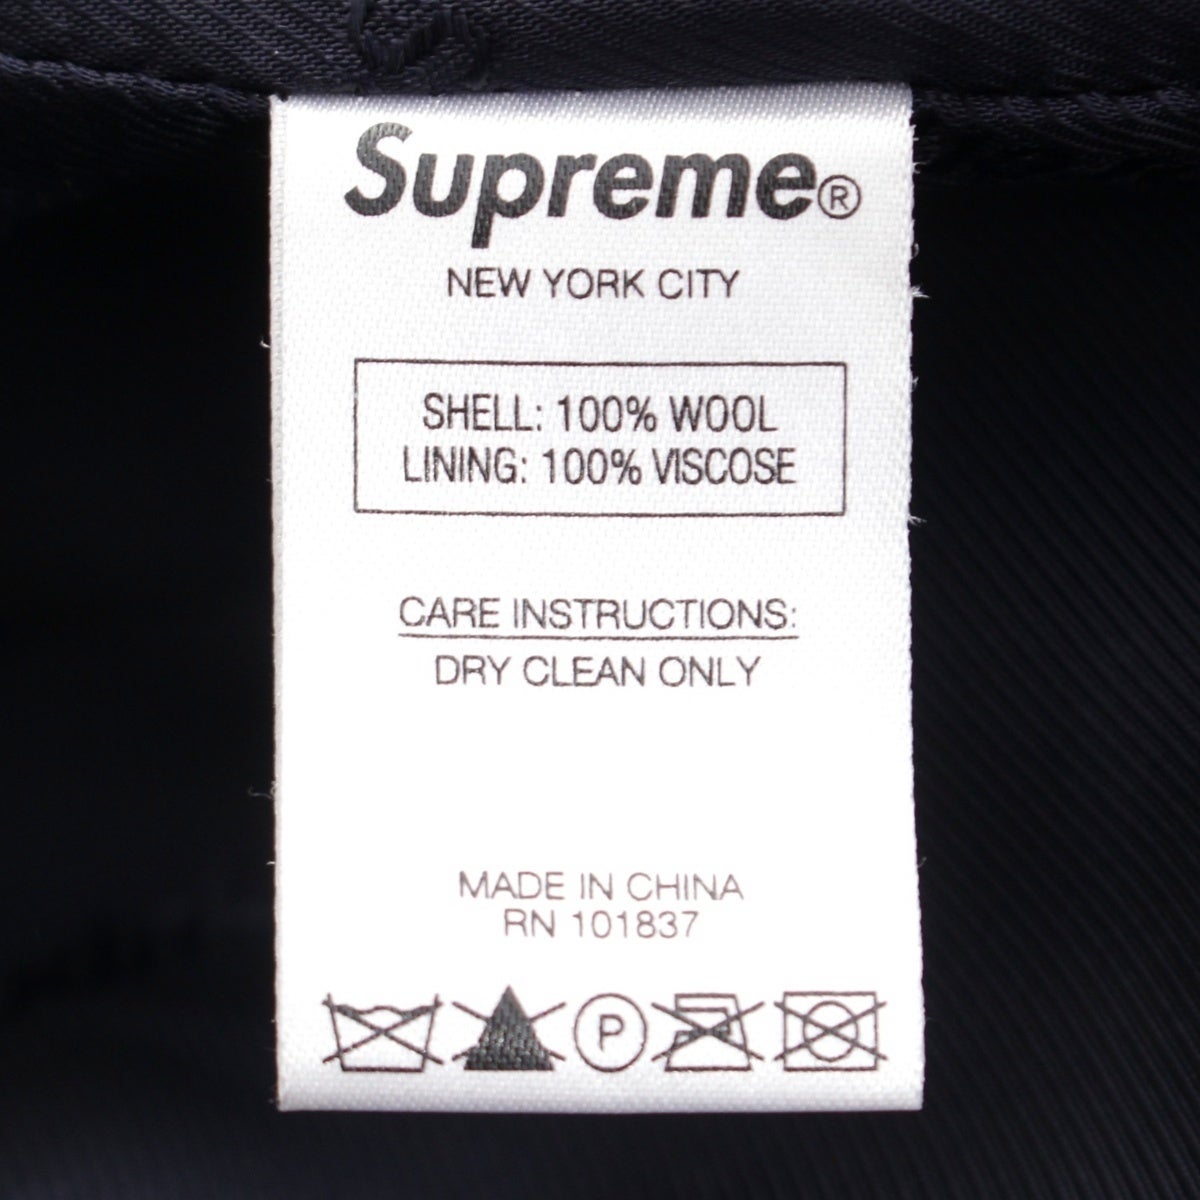 Supreme®
NEW YORK CITY
SHELL: 100% WOOL
LINING: 100% VISCOSE
CARE INSTRUCTIONS:
DRY CLEAN ONLY
MADE IN CHINA
RN 101837
P